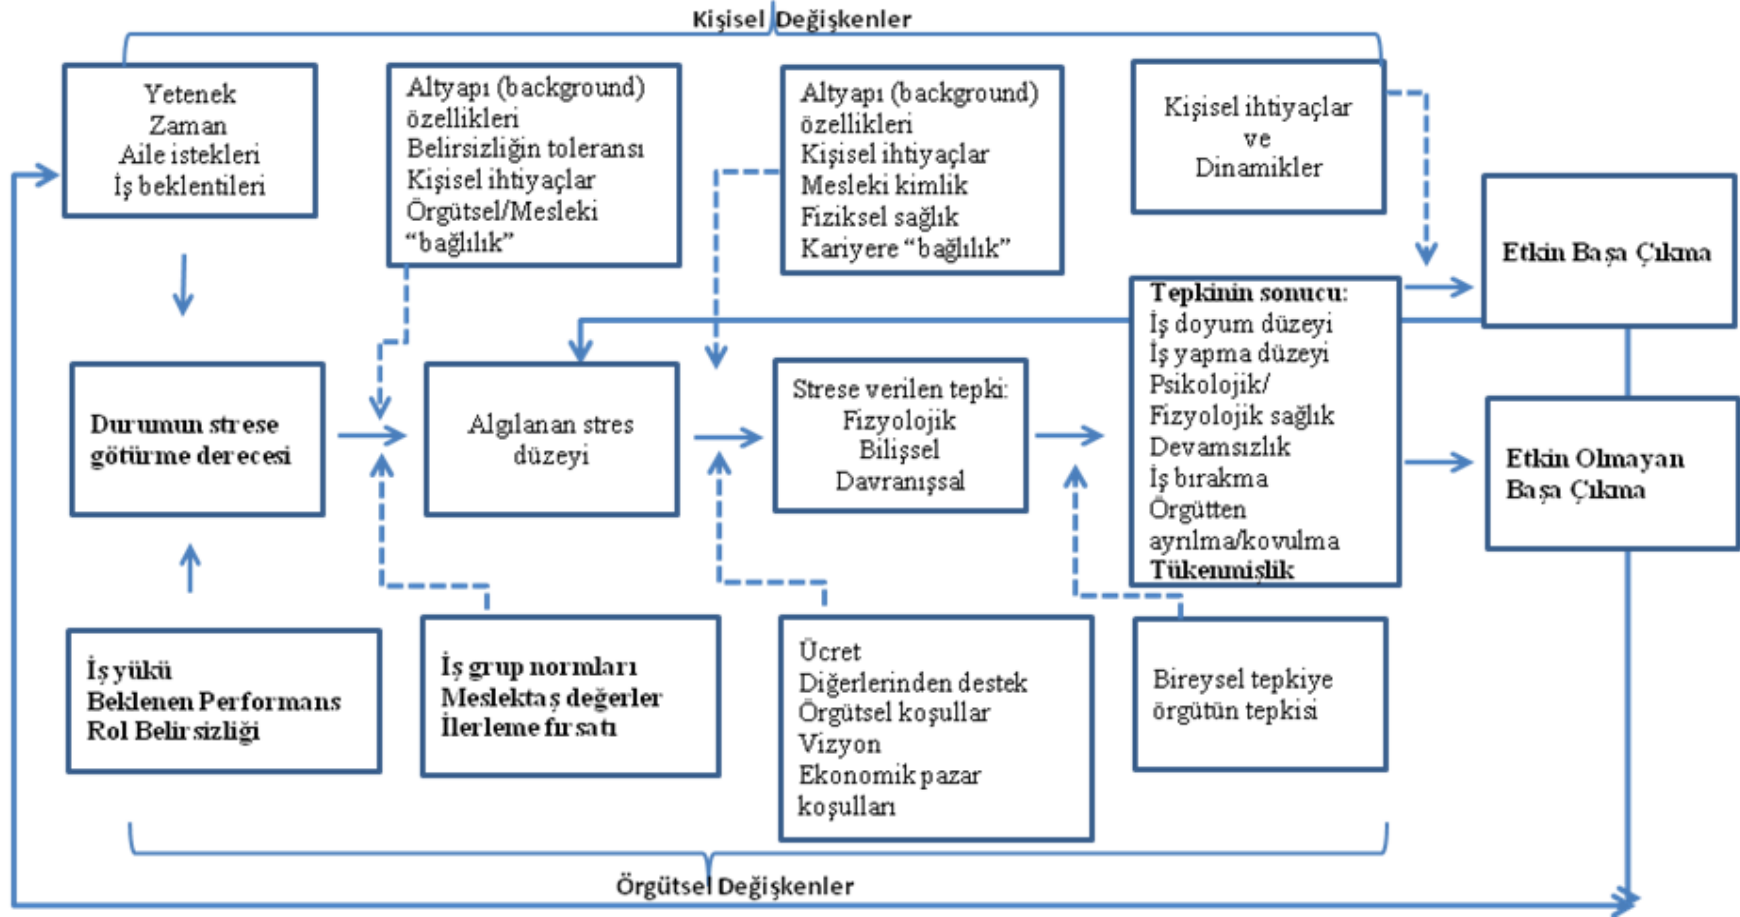 Kişisel Değişkenler
Yetenek
Zaman
Aile istekleri
İş beklentileri
Altyapı (background)
özellikleri
Belirsizliğin toleransı
Kişisel ihtiyaçlar
Örgütsel/Mesleki
“bağlılık”
Altyapı (background)
özellikleri
Kişisel ihtiyaçlar
Mesleki kimlik
Fiziksel sağlık
Kariyere “bağlılık”
Kişisel ihtiyaçlar
ve
Dinamikler
Durumun strese
götürme derecesi
Algılanan stres
düzeyi
Strese verilen tepki:
Fizyolojik
Bilişsel
Davranışsal
Tepkinin sonucu:
İş doyum düzeyi
İş yapma düzeyi
Psikolojik/
Fizyolojik sağlık
Devamsızlık
İş bırakma
Örgütten
ayrılma/kovulma
Tükenmişlik
Etkin Başa Çıkma
Etkin Olmayan
Başa Çıkma
İş yükü
Beklenen Performans
Rol Belirsizliği
İş grup normları
Meslektaş değerler
İlerleme fırsatı
Ücret
Diğerlerinden destek
Örgütsel koşullar
Vizyon
Ekonomik pazar
koşulları
Bireysel tepkiye
örgütün tepkisi
Örgütsel Değişkenler